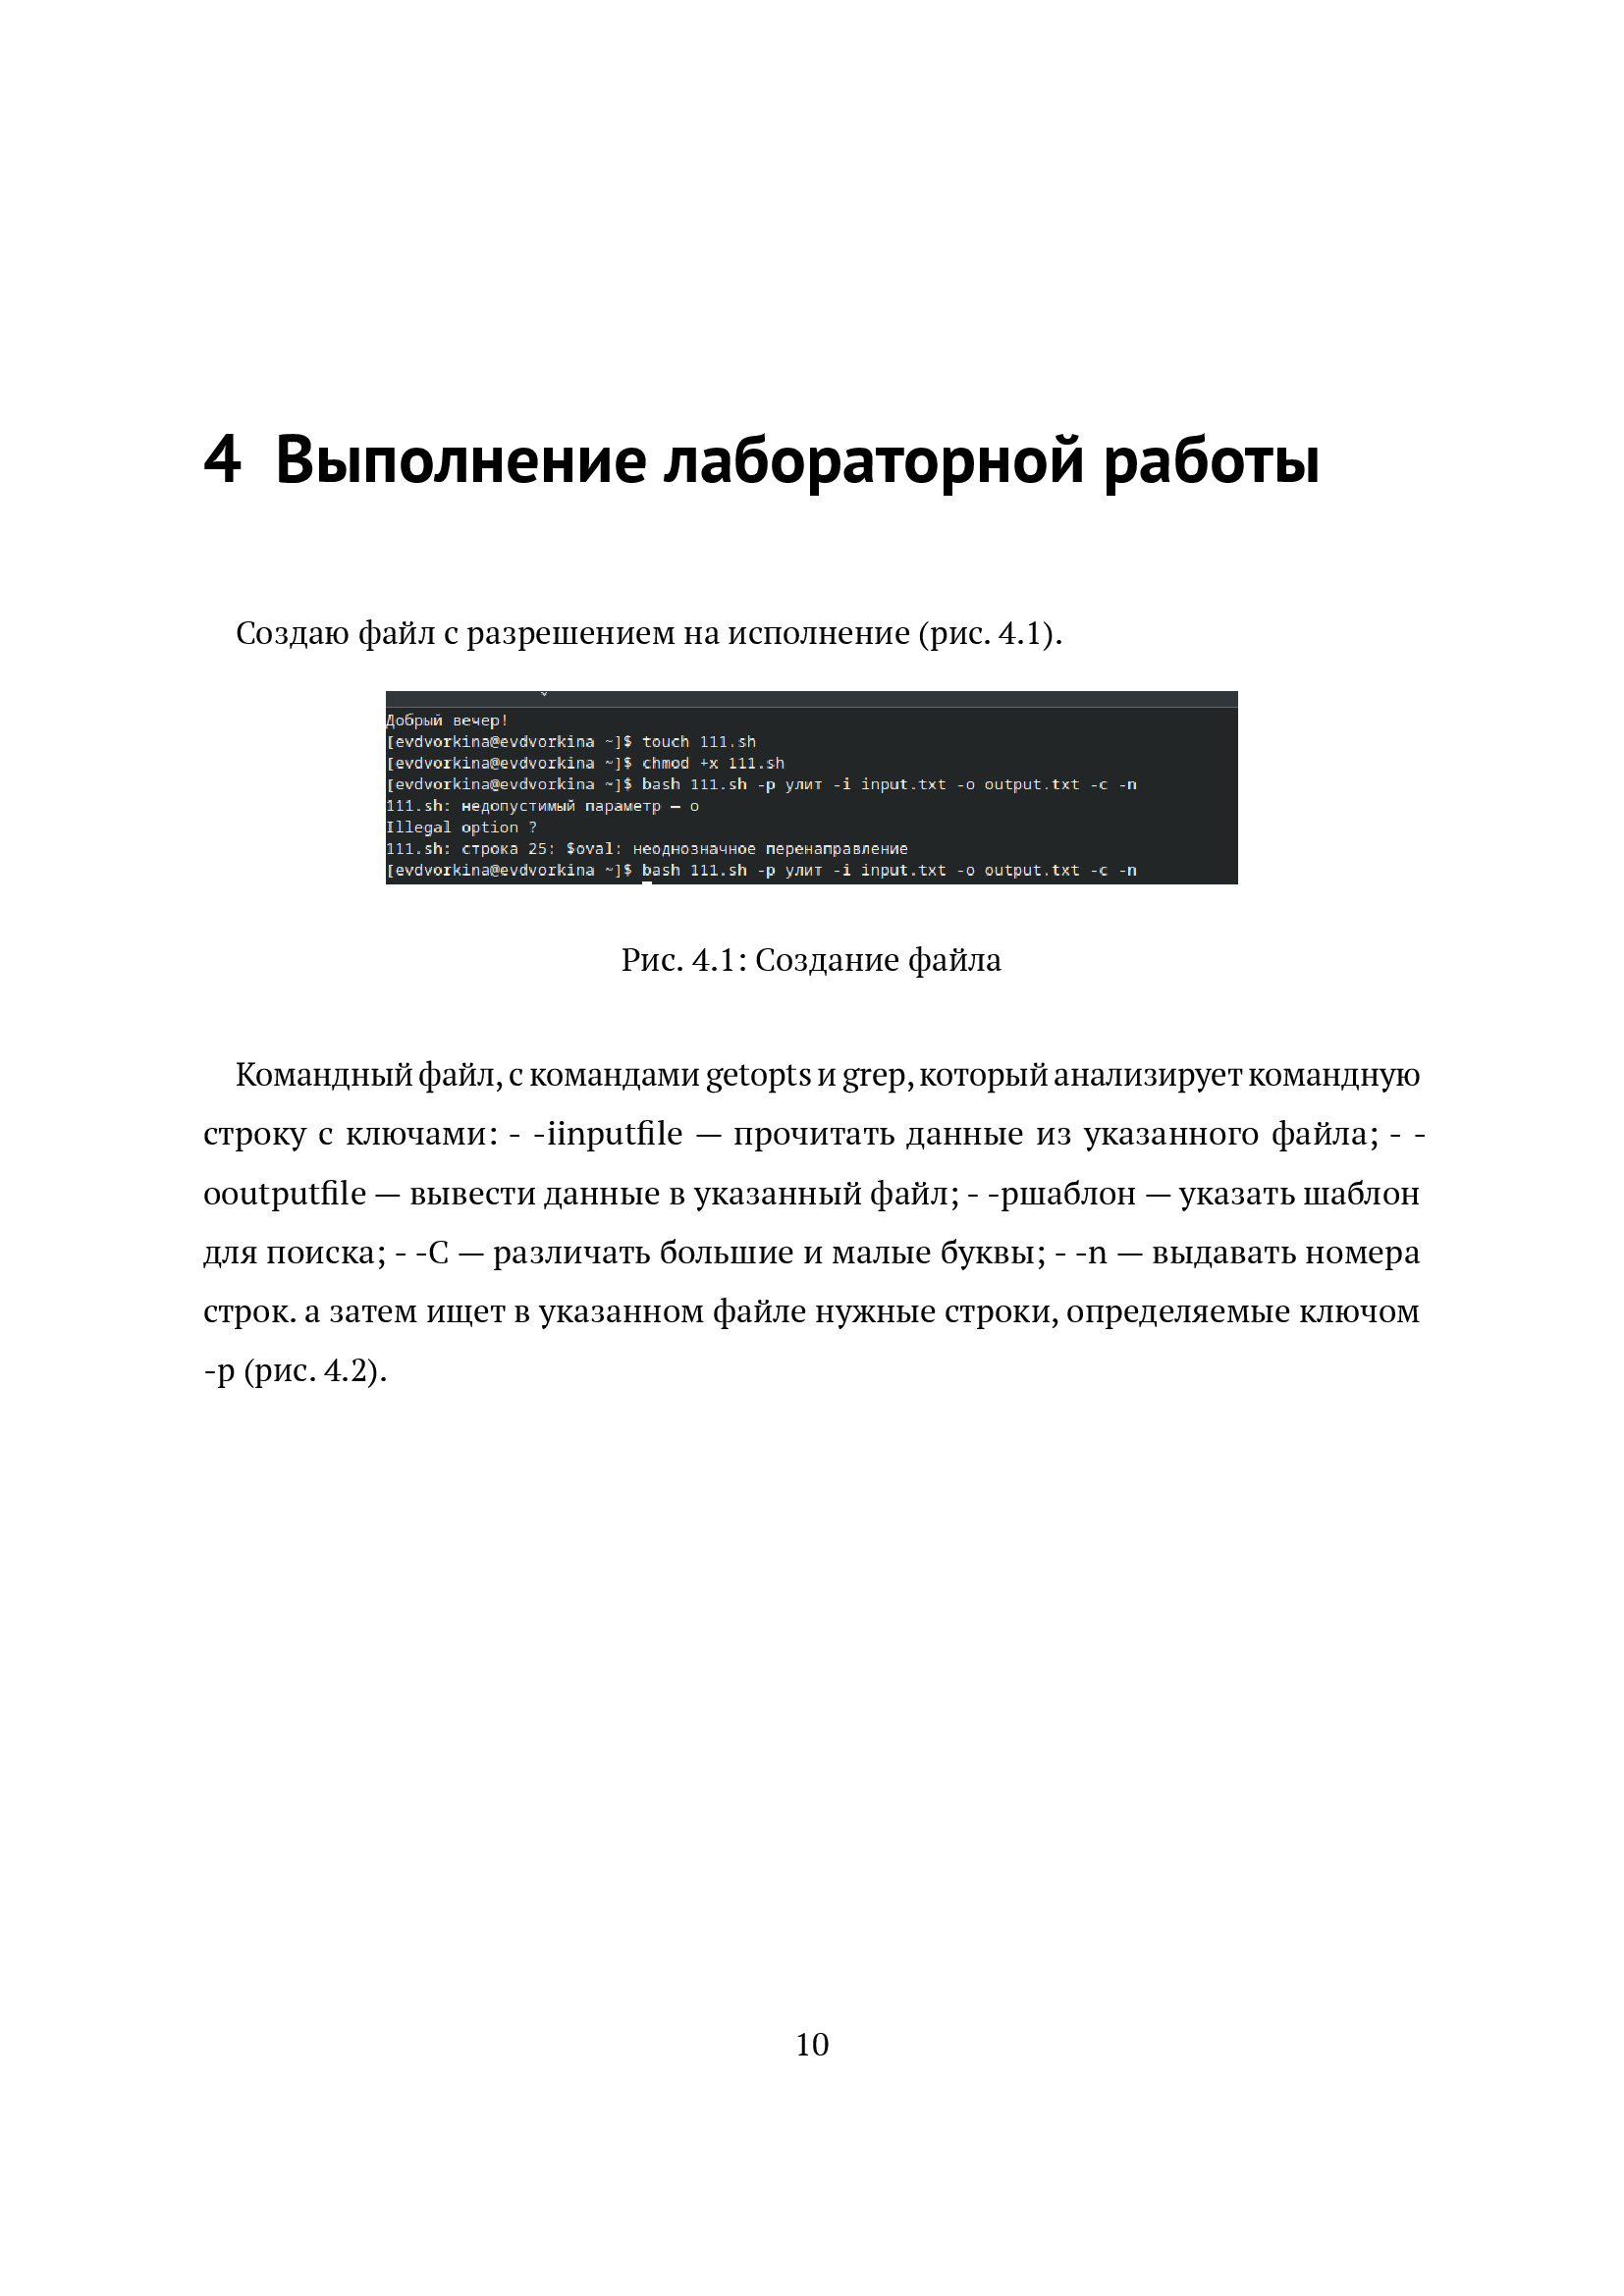 4 Выполнение лабораторной работы
Создаю файл с разрешением на исполнение (рис. 4.1).
Добрый вечер!
[evdvorkina@evdvorkina ~]$ touch 111.sh
[evdvorkina@evdvorkina ~]$ chmod +x 111.sh
[evdvorkina@evdvorkina ~]$ bash 111.sh -p улит -i input.txt -o output.txt -c -n
111.sh: недопустимый параметр — o
Illegal option ?
111.sh: строка 25: $oval: неоднозначное перенаправление
[evdvorkina@evdvorkina ~]$ bash 111.sh -p улит -i input.txt -o output.txt -c -n
Рис. 4.1: Создание файла
Командный файл, с командами getopts и grep, который анализирует командную
строку с ключами: - -iinputfile — прочитать данные из указанного файла; - -
ooutputfile — вывести данные в указанный файл; - -pшаблон — указать шаблон
для поиска; - -C — различать большие и малые буквы; - -n — выдавать номера
строк. а затем ищет в указанном файле нужные строки, определяемые ключом
-p (рис. 4.2).
10